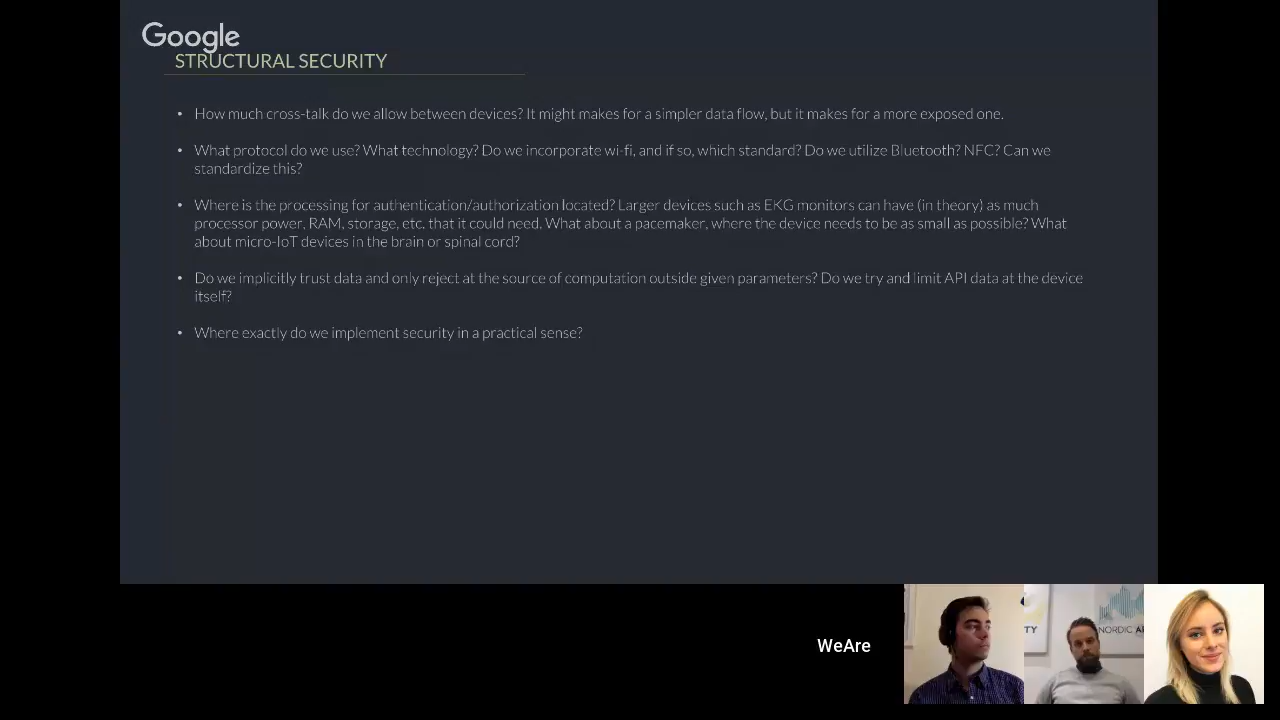 Google
STRUCTURAL SECURITY
• How much cross-talk do we allow between devices? It might makes for a simpler data flow, but it makes for a more exposed one.
• What protocol do we use? What technology? Do we incorporate wi-fi, and if so, which standard? Do we utilize Bluetooth? NFC? Can we
standardize this?
• Where is the processing for authentication/authorization located? Larger devices such as EKG monitors can have (in theory) as much
processor power, RAM, storage, etc. that it could need. What about a pacemaker, where the device needs to be as small as possible? What
about micro-IoT devices in the brain or spinal cord?
• Do we implicitly trust data and only reject at the source of computation outside given parameters? Do we try and limit API data at the device
itself?
• Where exactly do we implement security in a practical sense?
WeAre
TY
NORDIC A